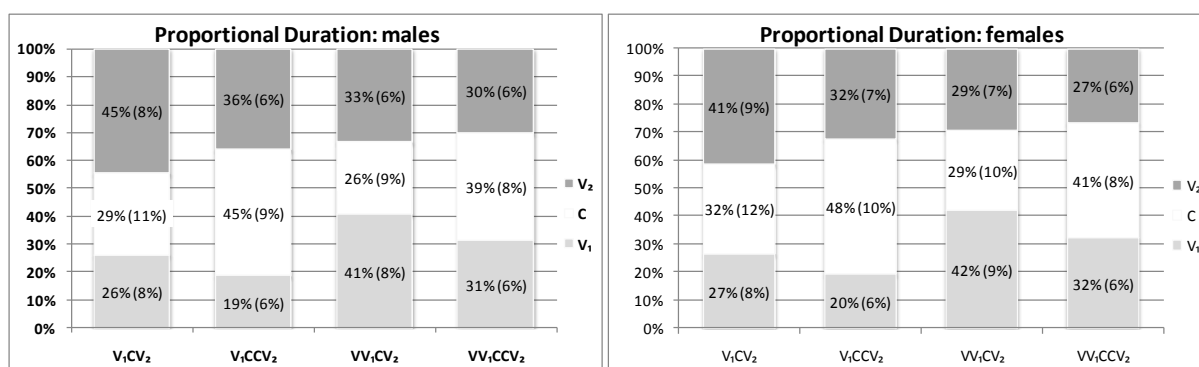 Proportional Duration: males
100%
90%
80%
70%
60%
50%
40%
30%
20%
10%
0%
45% (8%)
36% (6%)
33% (6%)
30% (6%)
29% (11%)
45% (9%)
26% (9%)
39% (8%)
26% (8%)
19% (6%)
41% (8%)
31% (6%)
V₂
C
V₁
V₁CV₂
V₁CCV₂
VV₁CV₂
VV₁CCV₂
Proportional Duration: females
100%
90%
80%
70%
60%
50%
40%
30%
20%
10%
0%
41% (9%)
32% (7%)
29% (7%)
27% (6%)
32% (12%)
48% (10%)
29% (10%)
41% (8%)
27% (8%)
20% (6%)
42% (9%)
32% (6%)
V₂
C
V₁
V₁CV₂
V₁CCV₂
VV₁CV₂
VV₁CCV₂